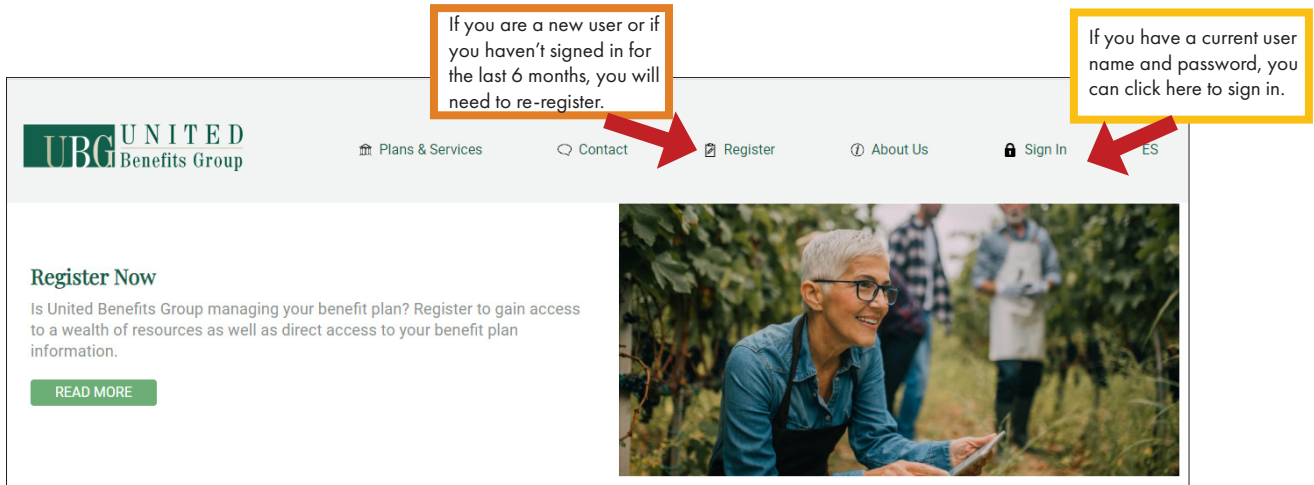 If you are a new user or if
you haven’t signed in for
the last 6 months, you will
need to re-register.
If you have a current user
name and password, you
can click here to sign in.
UBG UNITED
Benefits Group
Plans & Services
Contact
Register
About Us
Sign In
ES
Register Now
Is United Benefits Group managing your benefit plan? Register to gain access
to a wealth of resources as well as direct access to your benefit plan
information.
READ MORE